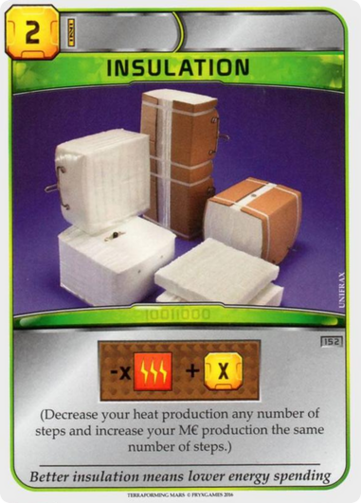 2
INSULATION
UNIFRAX
152
-X + X
(Decrease your heat production any number of
steps and increase your M€ production the same
number of steps.)
Better insulation means lower energy spending
TERRAFORMING MARS © FRYXGAMES 2016